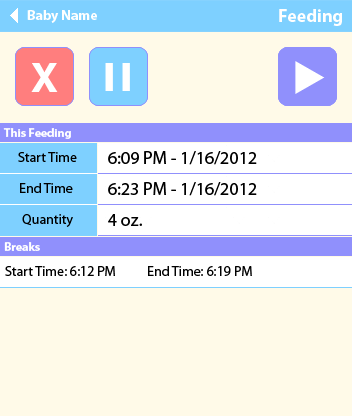 Baby Name Feeding
X
This Feeding
Start Time 6:09 PM - 1/16/2012
End Time 6:23 PM - 1/16/2012
Quantity 4 oz.
Breaks
Start Time: 6:12 PM End Time: 6:19 PM